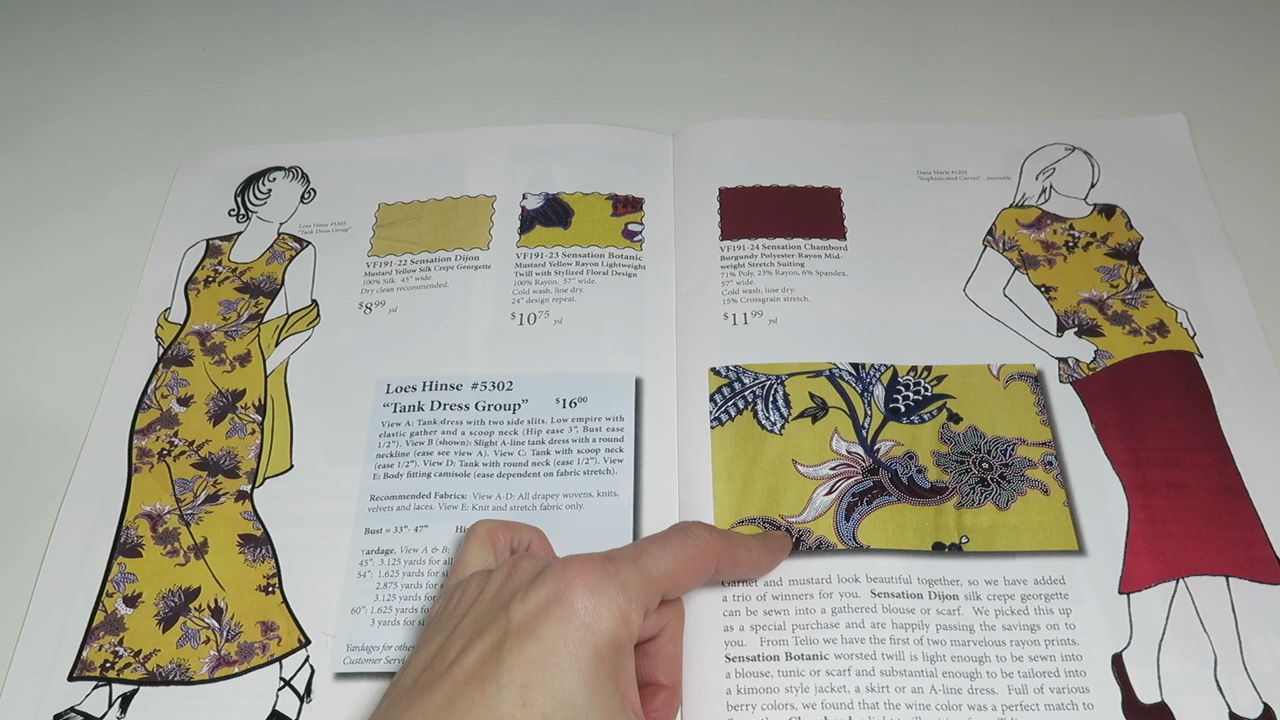 Loes Hinse #5303
"Tank Dress Group"
VF191-22 Sensation Dijon
Mustard Yellow Silk Crepe Georgette
100% Silk. 45" wide.
Dry clean recommended.
$8.99 yd
VF191-23 Sensation Botanic
Mustard Yellow Rayon Lightweight
Twill with Stylized Floral Design
100% Rayon. 57" wide.
Cold wash, line dry.
24" design repeat.
$10.75 yd
Loes Hinse #5302
"Tank Dress Group" $16.00
View A: Tank dress with two side slits. Low empire with
elastic gather and a scoop neck (Hip ease 3", Bust ease
1/2"). View B (shown): Slight A-line tank dress with a round
neckline (ease see view A). View C: Tank with scoop neck
(ease 1/2"). View D: Tank with round neck (ease 1/2"). View
E: Body fitting camisole (ease dependent on fabric stretch).
Recommended Fabrics: View A-D: All drapey wovens, knits,
velvets and laces. View E: Knit and stretch fabric only.
Bust = 33"- 47"
Yardage, View A & B:
45": 3.125 yards for all
54": 1.625 yards for
2.875 yards for
3.125 yards for
60": 1.625 yards for
3 yards for
Yardages for other
Customer
VF191-24 Sensation Chambord
Burgundy Polyester-Rayon Mid-
weight Stretch Suiting
71% Poly, 23% Rayon, 6% Spandex.
57" wide.
Cold wash, line dry.
15% Crossgrain stretch.
$11.99 yd
Dana Marie #1201
"Sophisticated Curves"
Garnet and mustard look beautiful together, so we have added
a trio of winners for you. Sensation Dijon silk crepe georgette
can be sewn into a gathered blouse or scarf. We picked this up
as a special purchase and are happily passing the savings on to
you. From Telio we have the first of two marvelous rayon prints.
Sensation Botanic worsted twill is light enough to be sewn into
a blouse, tunic or scarf and substantial enough to be tailored into
a kimono style jacket, a skirt or an A-line dress. Full of various
berry colors, we found that the wine color was a perfect match to